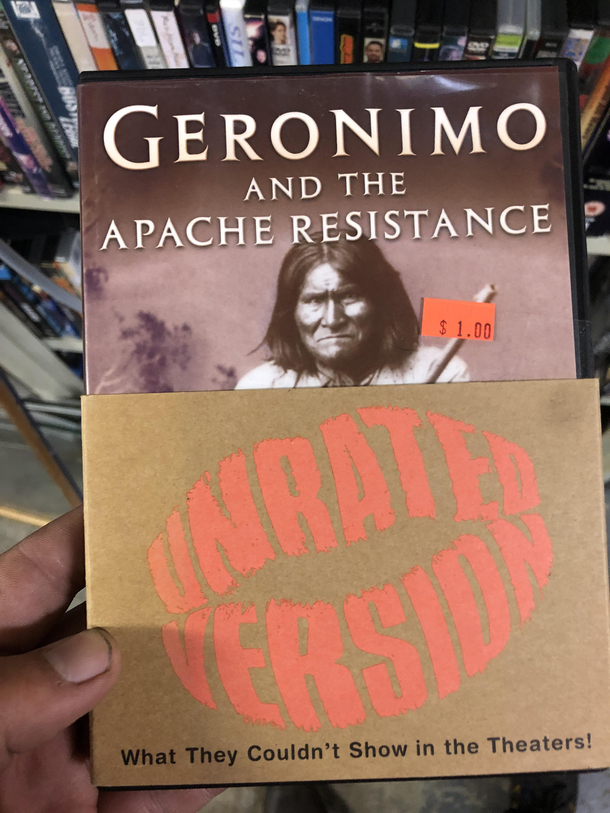 GERONIMO
AND THE
APACHE RESISTANCE
$ 1.00
UNRATED
VERSION
What They Couldn't Show in the Theaters!